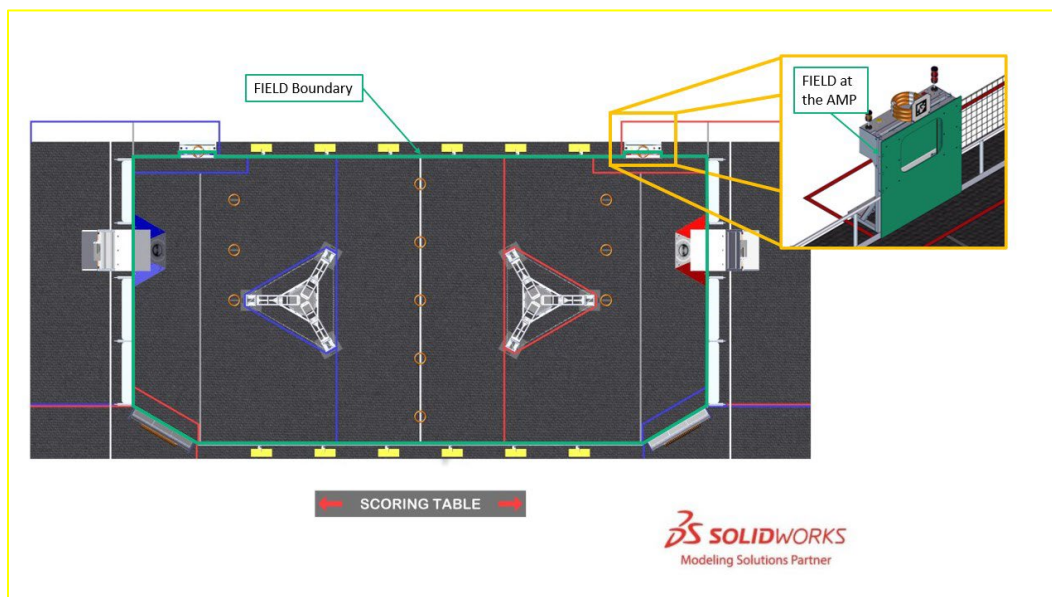 FIELD Boundary
FIELD at
the AMP
SCORING TABLE
SOLIDWORKS
Modeling Solutions Partner